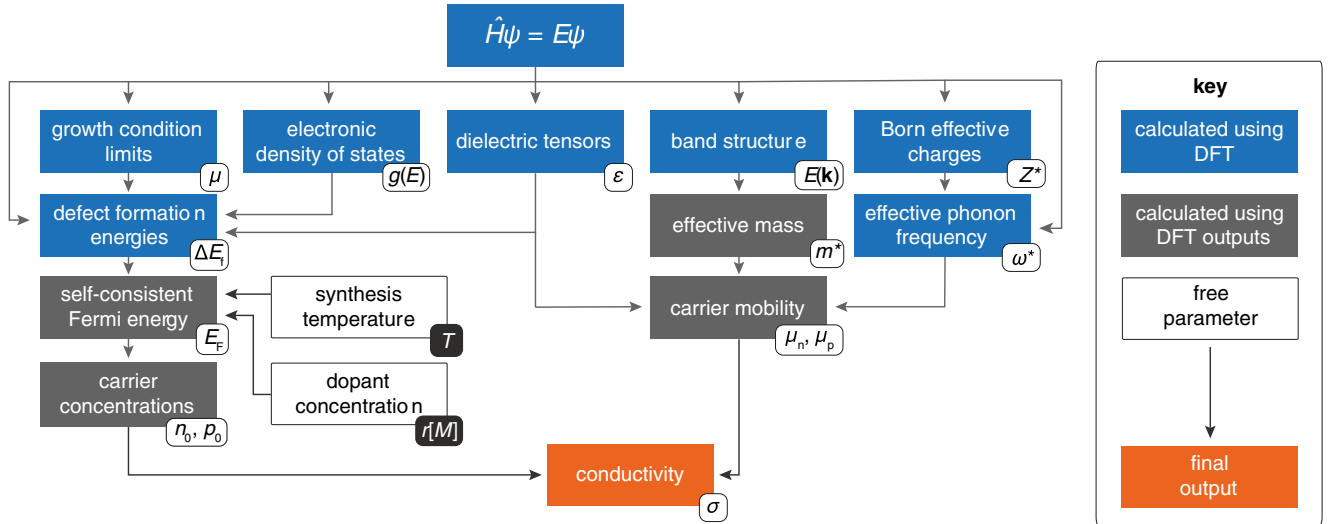 Ĥψ = Eψ
growth condition
limits
μ
electronic
density of states
g(E)
dielectric tensors
ε
band structure
E(k)
Born effective
charges
Z*
defect formation
energies
ΔE_f
effective mass
m*
effective phonon
frequency
ω*
self-consistent
Fermi energy
E_F
synthesis
temperature
T
carrier mobility
μ_n, μ_p
carrier
concentrations
n_0, p_0
dopant
concentration
r[M]
conductivity
σ
key
calculated using
DFT
calculated using
DFT outputs
free
parameter
final
output